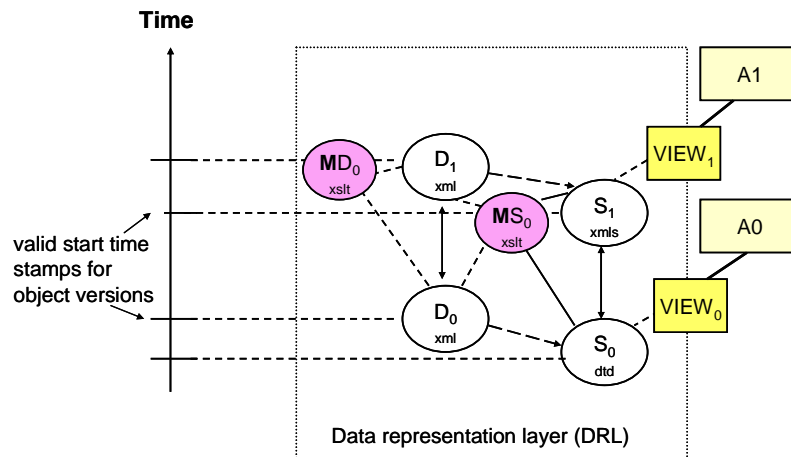 Time
A1
VIEW1
MD0
xslt
D1
xml
MS0
xslt
S1
xmls
A0
valid start time
stamps for
object versions
VIEW0
D0
xml
S0
dtd
Data representation layer (DRL)